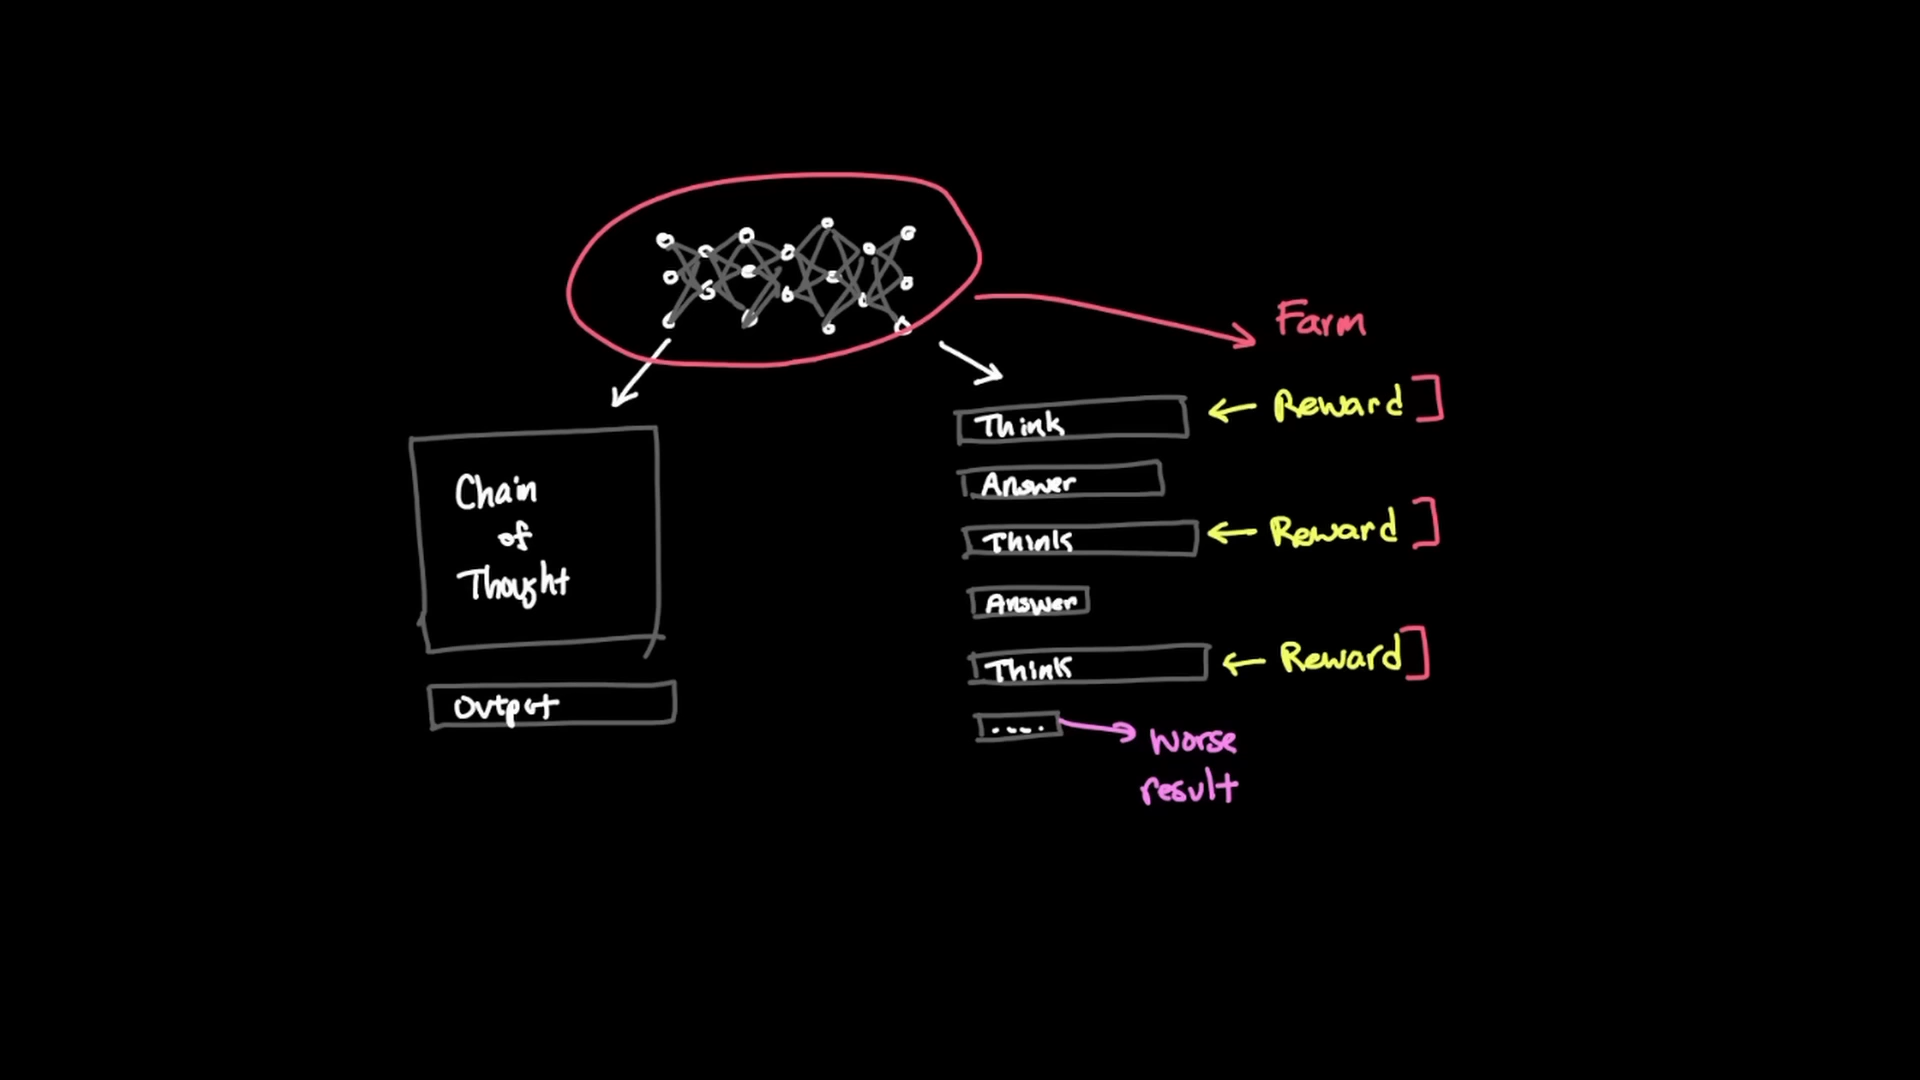 Chain
of
Thought
Output
Farm
Think
Reward
Answer
Think
Reward
Answer
Think
Reward
....
Worse
result